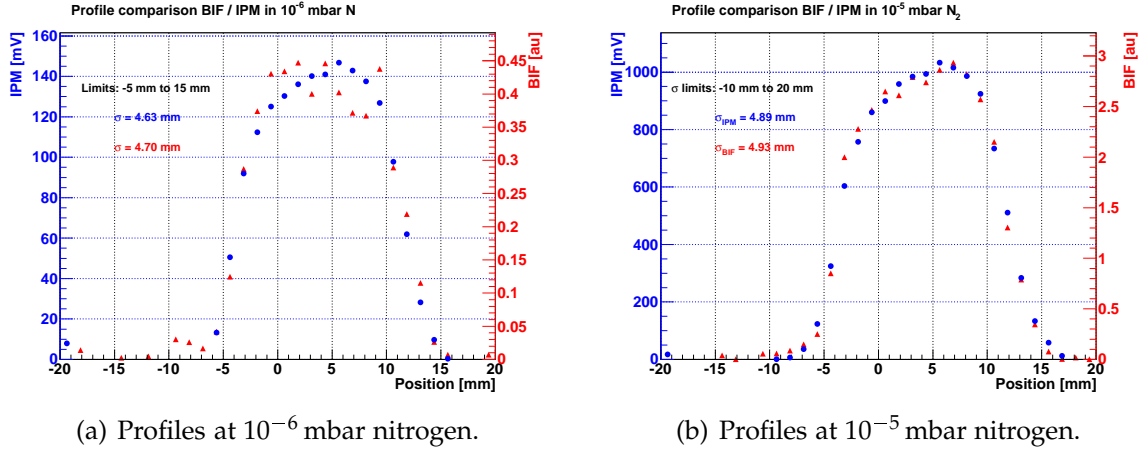 Profile comparison BIF / IPM in 10⁻⁶ mbar N
IPM [mV]
160
140
120
100
80
60
40
20
0
Limits: -5 mm to 15 mm
σ = 4.63 mm
σ = 4.70 mm
BIF [au]
0.45
0.4
0.35
0.3
0.25
0.2
0.15
0.1
0.05
0
-20 -15 -10 -5 0 5 10 15 20
Position [mm]
(a) Profiles at 10⁻⁶ mbar nitrogen.
Profile comparison BIF / IPM in 10⁻⁵ mbar N₂
IPM [mV]
1000
800
600
400
200
0
σ limits: -10 mm to 20 mm
σIPM = 4.89 mm
σBIF = 4.93 mm
BIF [au]
3
2.5
2
1.5
1
0.5
0
-20 -15 -10 -5 0 5 10 15 20
Position [mm]
(b) Profiles at 10⁻⁵ mbar nitrogen.